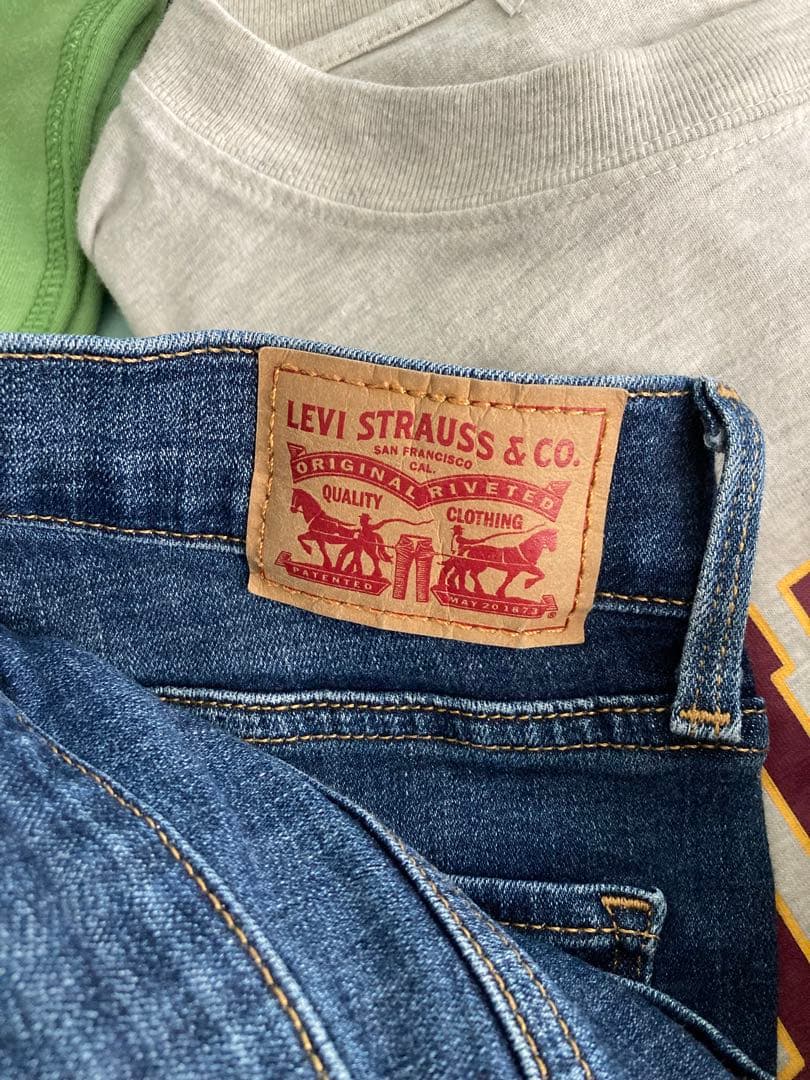 LEVI STRAUSS & CO.
SAN FRANCISCO
CAL.
ORIGINAL RIVETED
QUALITY CLOTHING
PATENTED MAY 20 1873
®